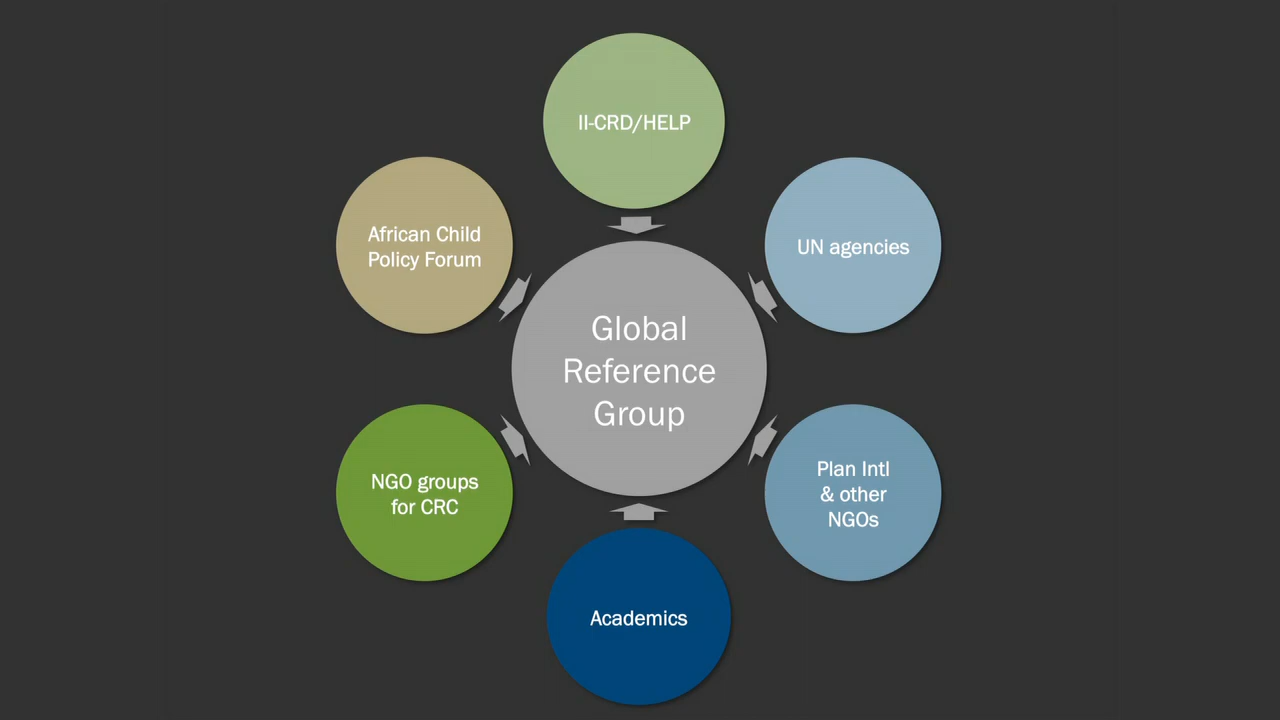 II-CRD/HELP
African Child
Policy Forum
UN agencies
Global
Reference
Group
NGO groups
for CRC
Plan Intl
& other
NGOs
Academics